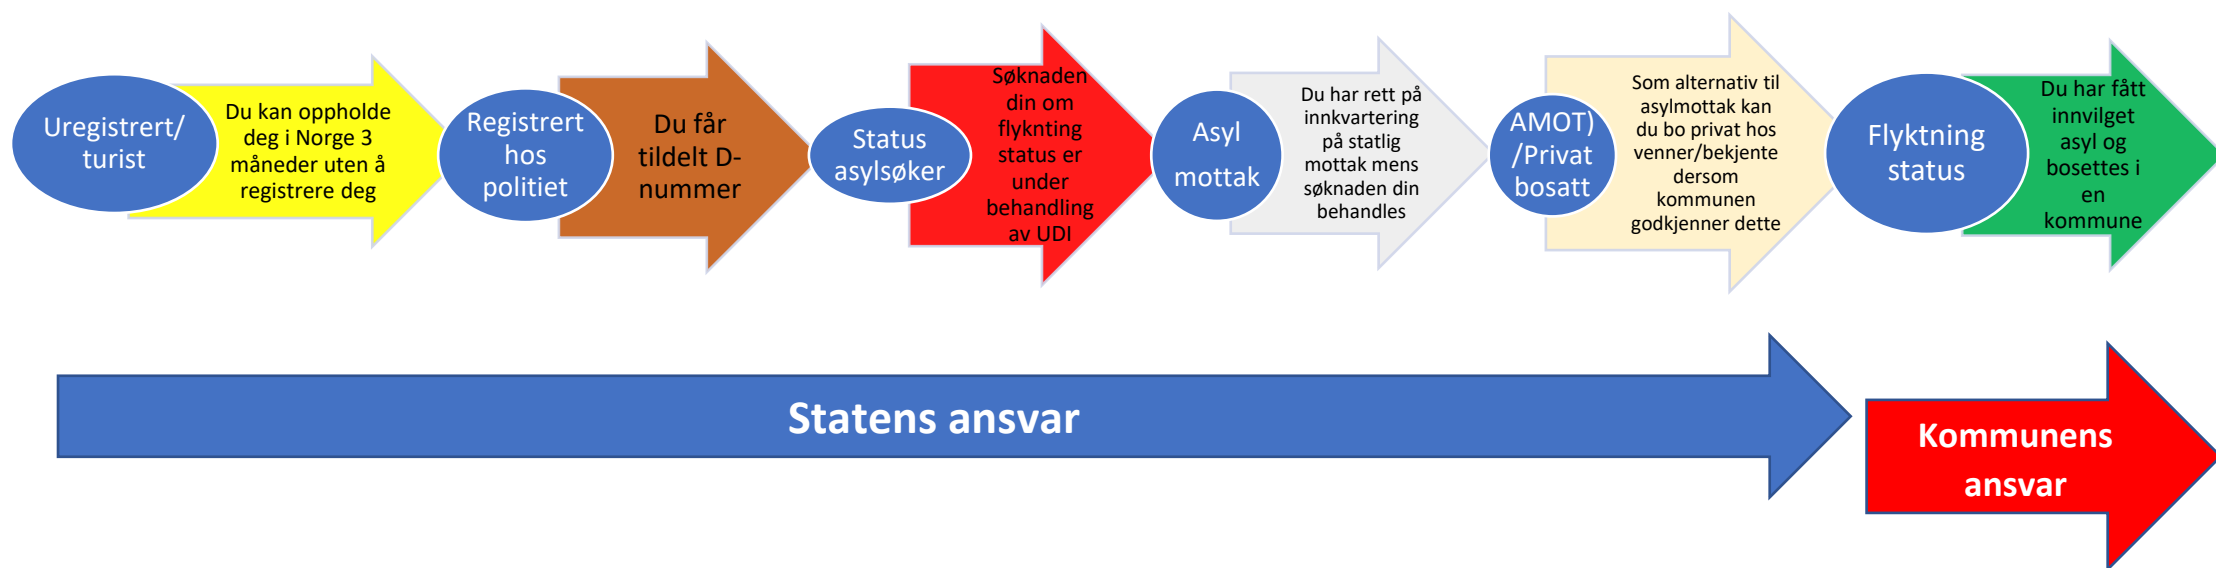 Uregistrert/
turist
Du kan oppholde
deg i Norge 3
måneder uten å
registrere deg
Registrert
hos
politiet
Du får
tildelt D-
nummer
Status
asylsøker
Søknaden
din om
flyknting
status er
under
behandling
av UDI
Asyl
mottak
Du har rett på
innkvartering
på statlig
mottak mens
søknaden din
behandles
AMOT)
/Privat
bosatt
Som alternativ til
asylmottak kan
du bo privat hos
venner/bekjente
dersom
kommunen
godkjenner dette
Flyktning
status
Du har fått
innvilget
asyl og
bosettes i
en
kommune
Statens ansvar
Kommunens
ansvar